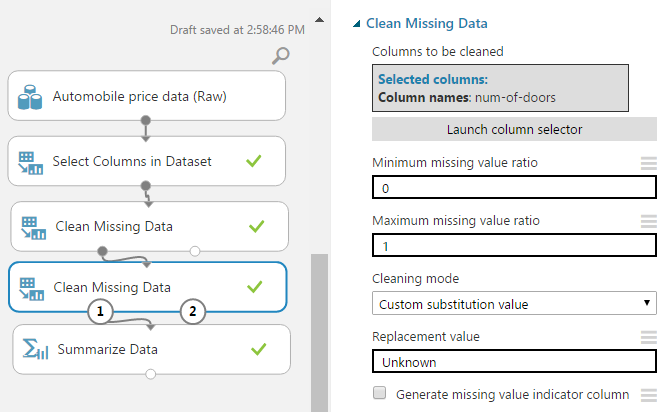 Draft saved at 2:58:46 PM
Automobile price data (Raw)
Select Columns in Dataset
Clean Missing Data
Clean Missing Data
1 2
Summarize Data
Clean Missing Data
Columns to be cleaned
Selected columns:
Column names: num-of-doors
Launch column selector
Minimum missing value ratio
0
Maximum missing value ratio
1
Cleaning mode
Custom substitution value
Replacement value
Unknown
Generate missing value indicator column